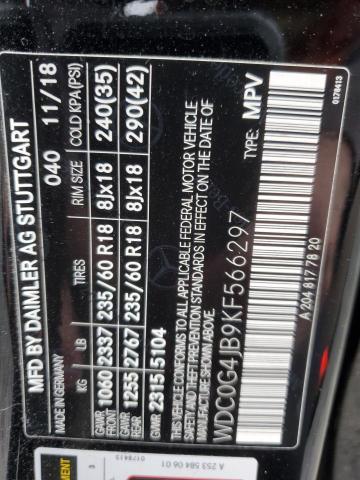 MFD BY DAIMLER AG STUTTGART
MADE IN GERMANY 040 11/18
KG LB TIRES RIM SIZE COLD KPA(PSI)
GAWR FRONT 1060 2337 235/60 R18 8Jx18 240(35)
GAWR REAR 1255 2767 235/60 R18 8Jx18 290(42)
GVWR 2315 5104
THIS VEHICLE CONFORMS TO ALL APPLICABLE FEDERAL MOTOR VEHICLE
SAFETY, BUMPER, AND THEFT PREVENTION STANDARDS IN EFFECT ON THE DATE
OF MANUFACTURE SHOWN ABOVE.
WDC0G4JB9KF566297 TYPE: MPV
A 204 817 78 20
0178413
A 253 584 06 01
0178413
3